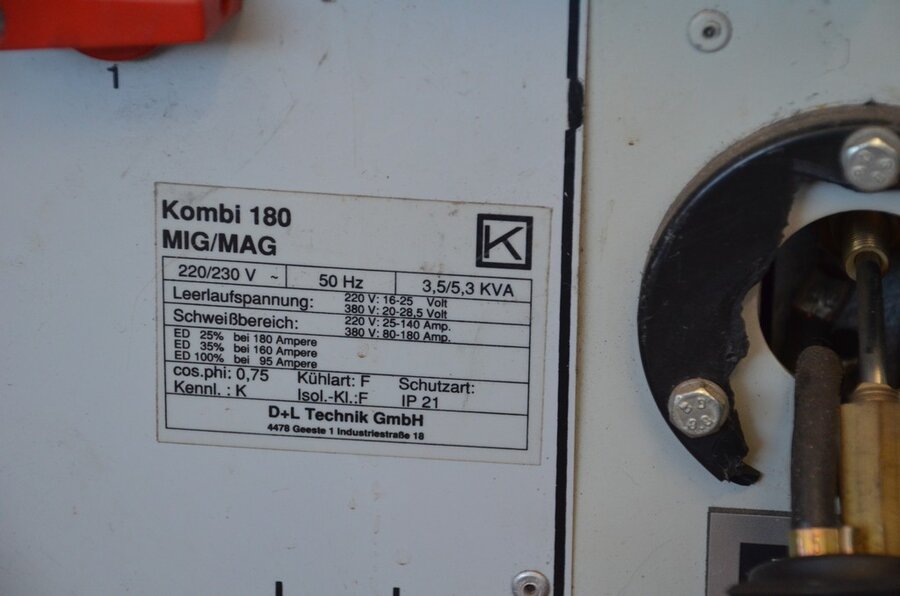 1
Kombi 180
MIG/MAG
K
220/230 V ~ 50 Hz 3,5/5,3 KVA
Leerlaufspannung: 220 V: 16-25 Volt
380 V: 20-28,5 Volt
Schweißbereich: 220 V: 25-140 Amp.
380 V: 80-180 Amp.
ED 25% bei 180 Ampere
ED 35% bei 160 Ampere
ED 100% bei 95 Ampere
cos.phi: 0,75 Kühlart: F Schutzart:
Kennl. : K Isol.-Kl.:F IP 21
D+L Technik GmbH
4478 Geeste 1 Industriestraße 18
8.8